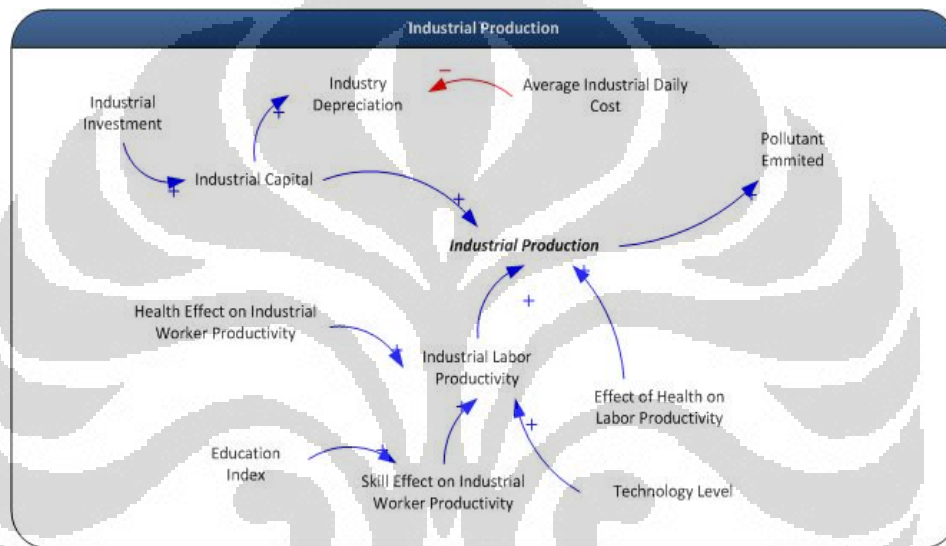 Industrial Production
Industry
Depreciation
Average Industrial Daily
Cost
Industrial
Investment
Pollutant
Emmited
Industrial Capital
Industrial Production
Health Effect on Industrial
Worker Productivity
Industrial Labor
Productivity
Effect of Health on
Labor Productivity
Education
Index
Skill Effect on Industrial
Worker Productivity
Technology Level